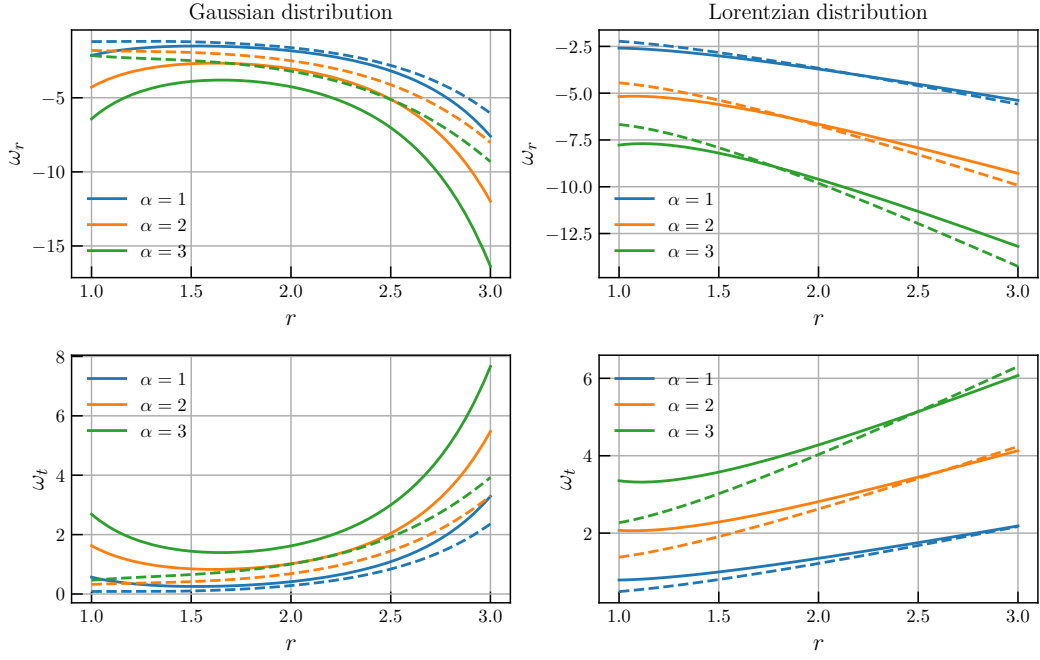 Gaussian distribution
−5
−10
−15
ω_r
α = 1
α = 2
α = 3
1.0 1.5 2.0 2.5 3.0
r
Lorentzian distribution
−2.5
−5.0
−7.5
−10.0
−12.5
ω_r
α = 1
α = 2
α = 3
1.0 1.5 2.0 2.5 3.0
r
8
6
4
2
0
ω_t
α = 1
α = 2
α = 3
1.0 1.5 2.0 2.5 3.0
r
6
4
2
ω_t
α = 1
α = 2
α = 3
1.0 1.5 2.0 2.5 3.0
r